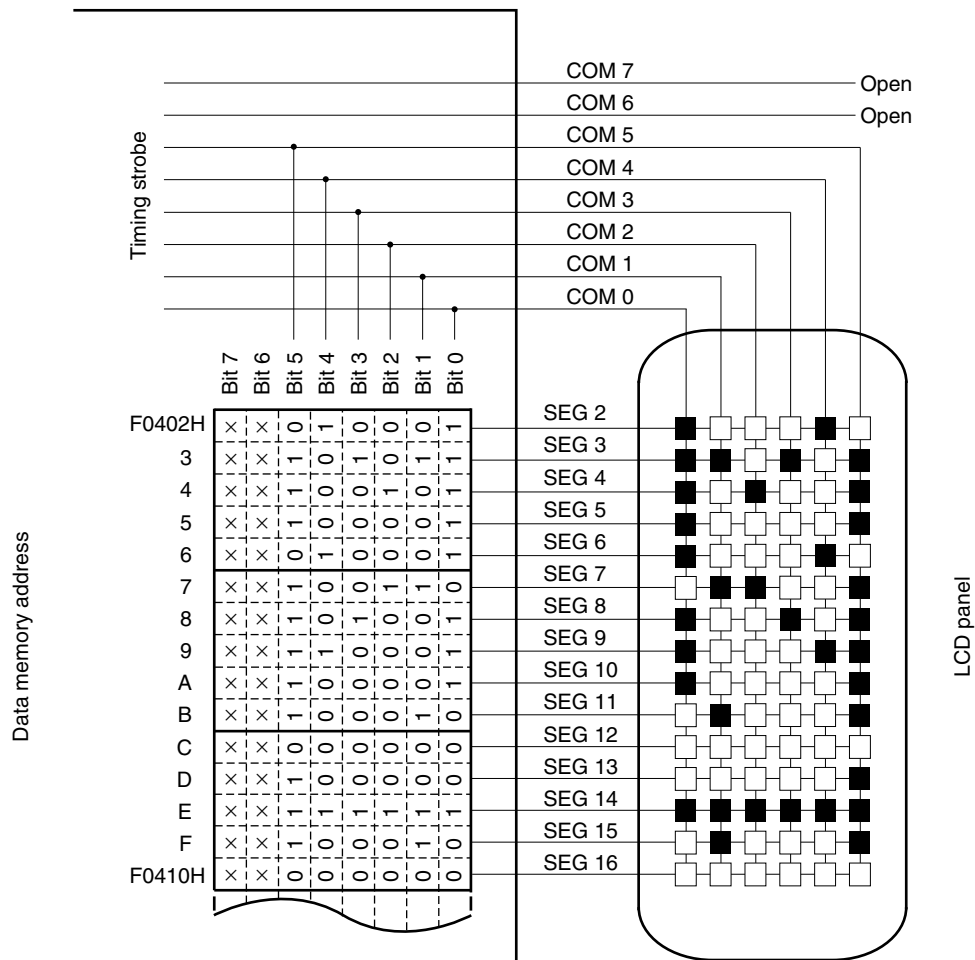 COM 7
Open
COM 6
Open
COM 5
COM 4
COM 3
COM 2
COM 1
COM 0
Timing strobe
Bit 7 Bit 6 Bit 5 Bit 4 Bit 3 Bit 2 Bit 1 Bit 0
Data memory address
F0402H × × 0 1 0 0 0 1 SEG 2
3 × × 1 0 1 0 1 1 SEG 3
4 × × 1 0 0 1 0 1 SEG 4
5 × × 1 0 0 0 0 1 SEG 5
6 × × 0 1 0 0 0 1 SEG 6
7 × × 1 0 0 1 1 0 SEG 7
8 × × 1 0 1 0 0 1 SEG 8
9 × × 1 1 0 0 0 1 SEG 9
A × × 1 0 0 0 0 1 SEG 10
B × × 1 0 0 0 1 0 SEG 11
C × × 0 0 0 0 0 0 SEG 12
D × × 1 0 0 0 0 0 SEG 13
E × × 1 1 1 1 1 1 SEG 14
F × × 1 0 0 0 1 0 SEG 15
F0410H × × 0 0 0 0 0 0 SEG 16
LCD panel